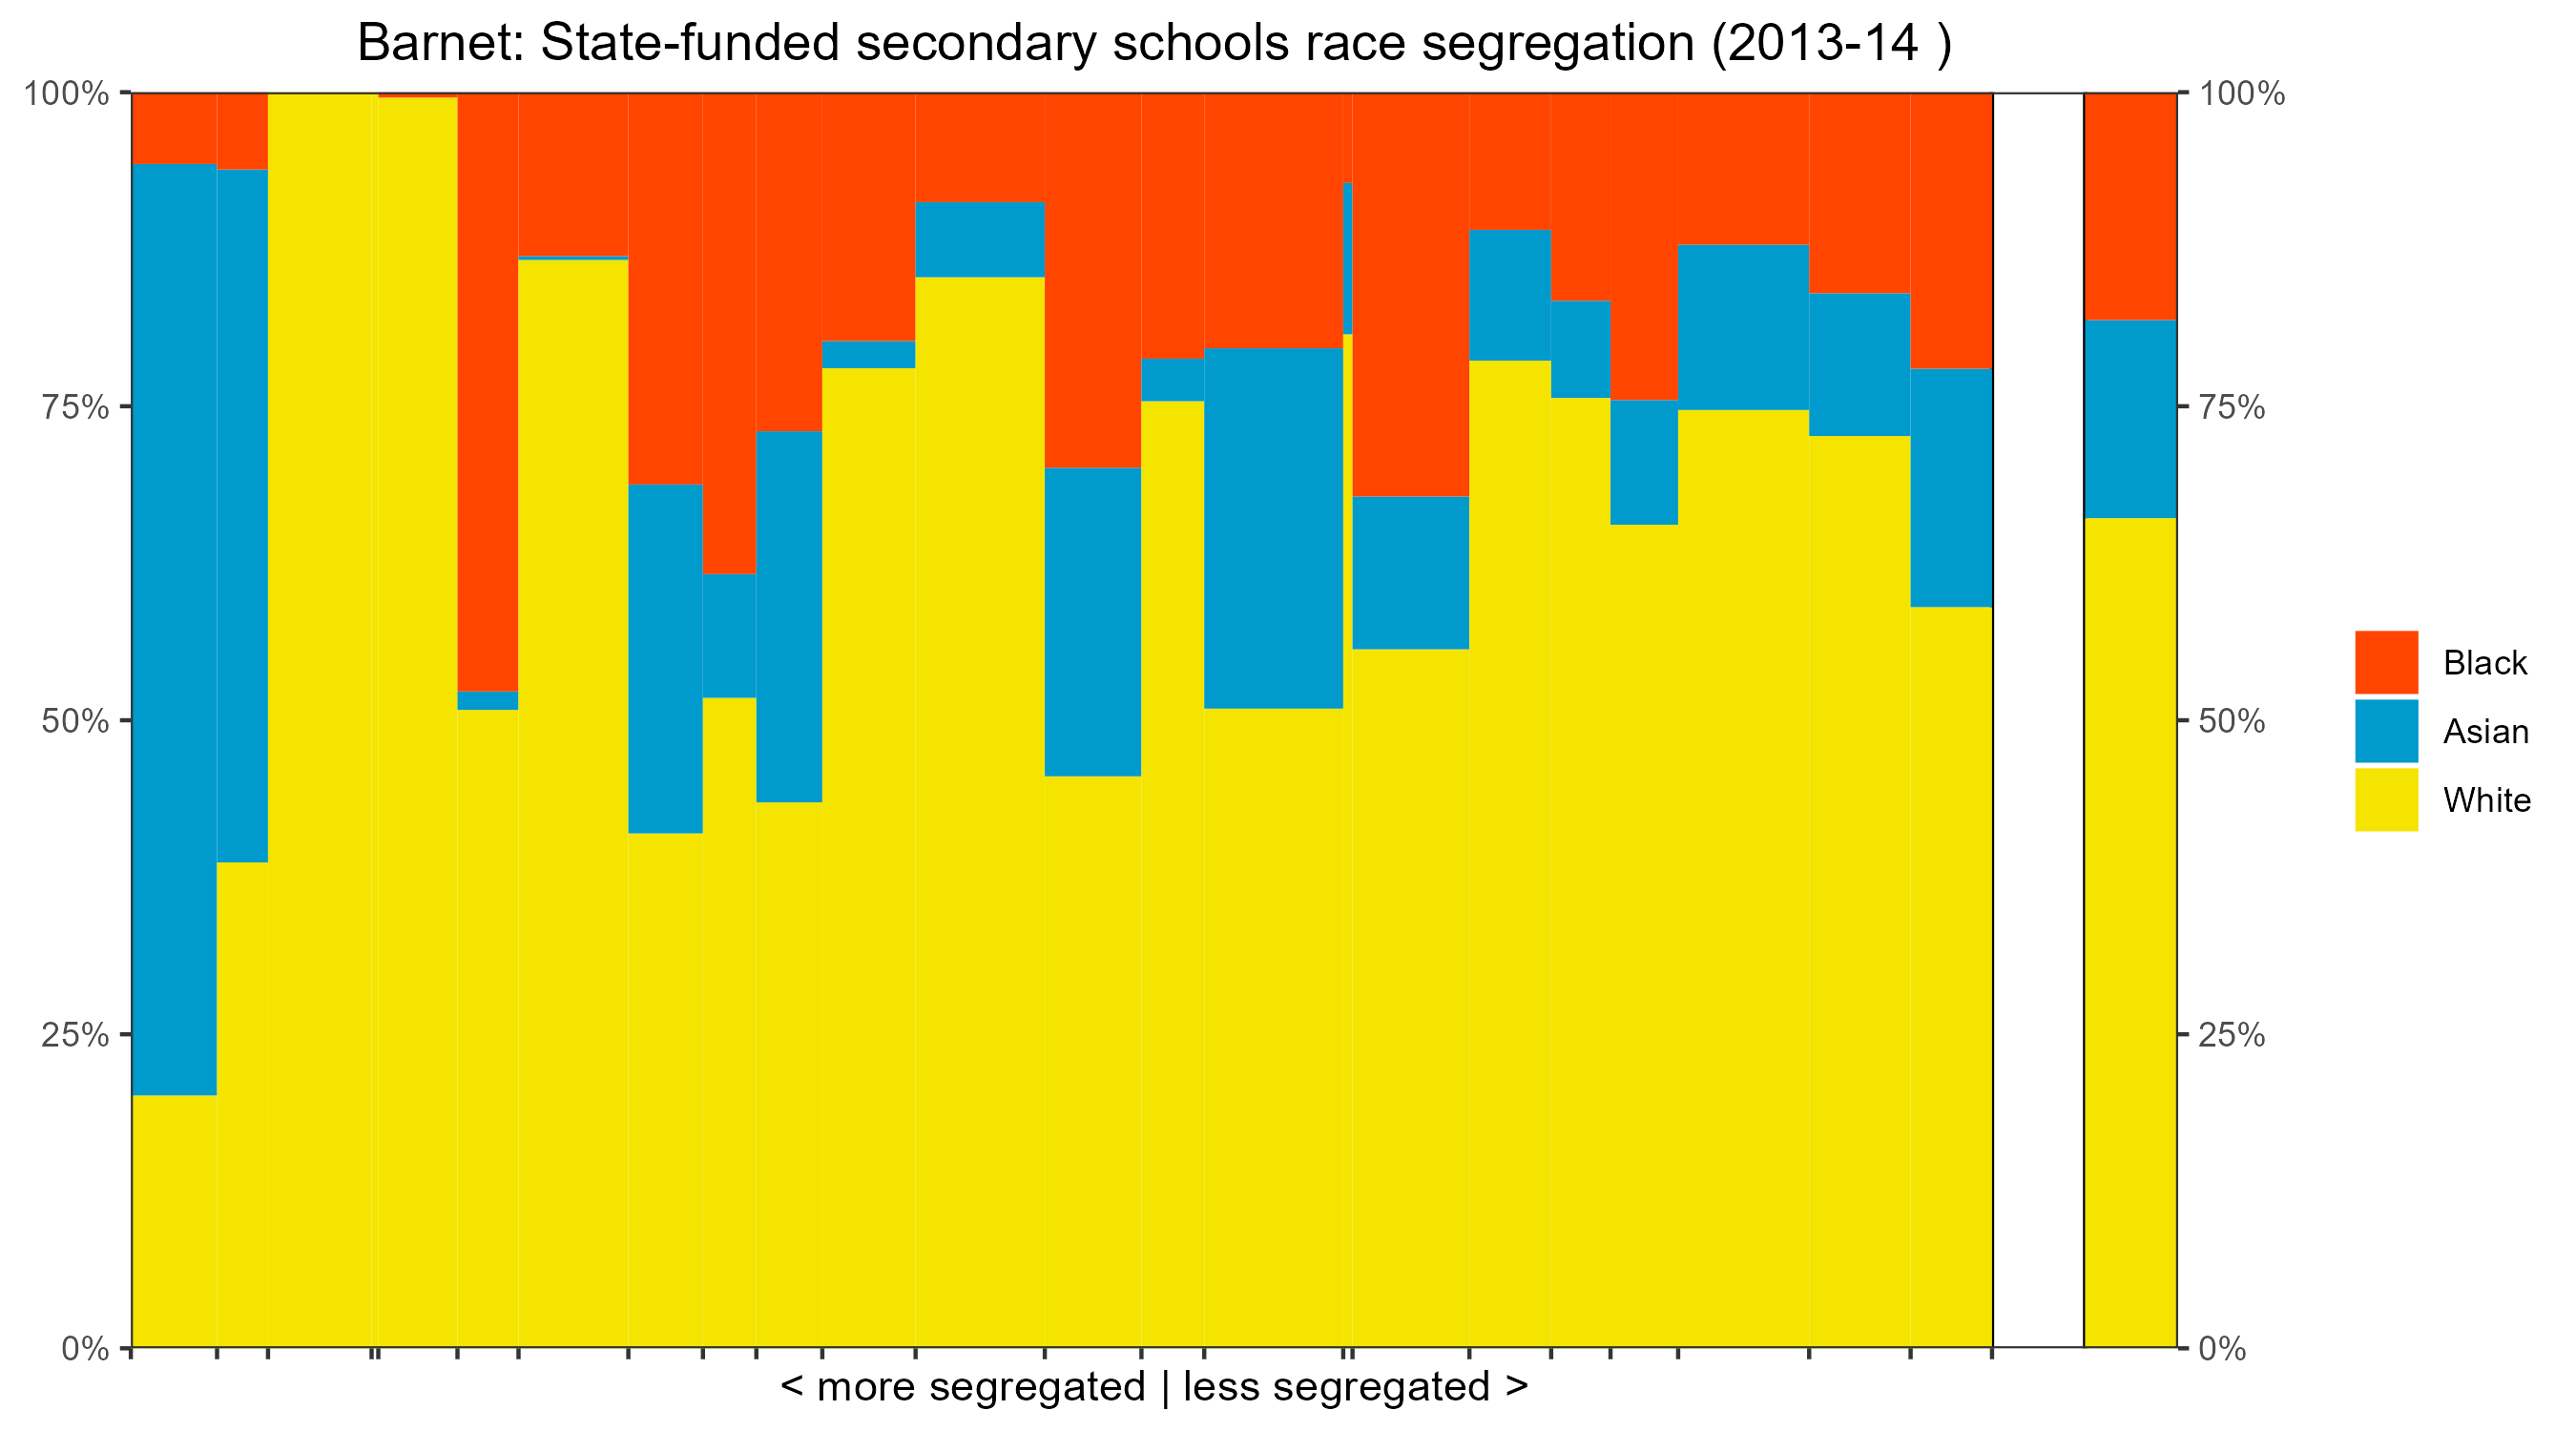 Barnet: State-funded secondary schools race segregation (2013-14 )
100%
100%
75%
75%
50%
50%
25%
25%
0%
0%
Black
Asian
White
< more segregated | less segregated >